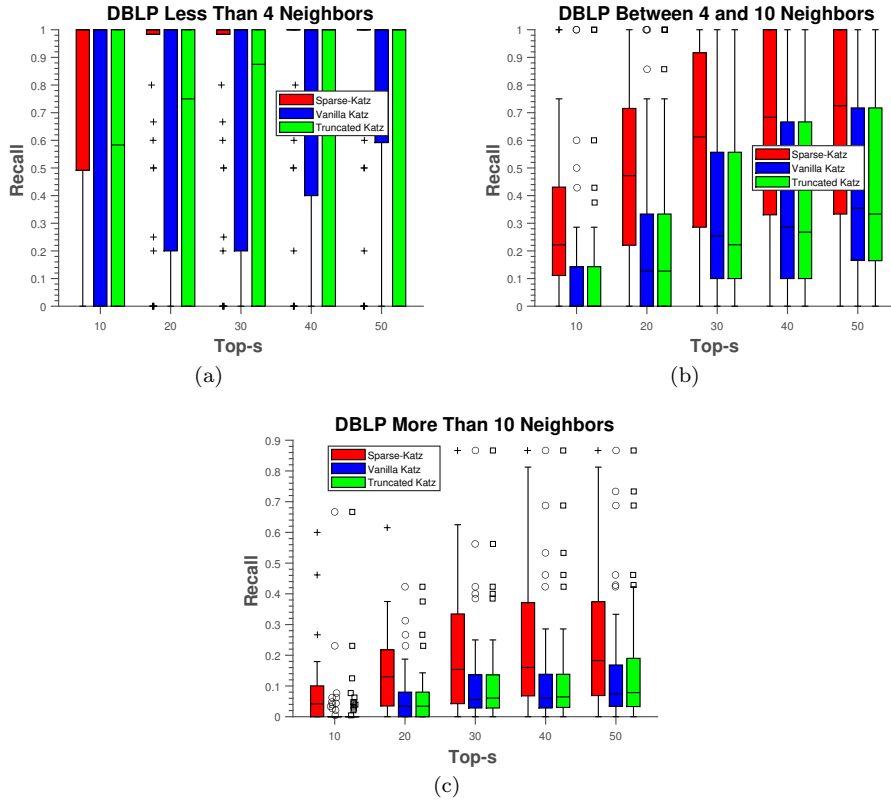 DBLP Less Than 4 Neighbors
1
0.9
0.8
0.7
0.6
0.5
0.4
0.3
0.2
0.1
0
Recall
Sparse-Katz
Vanilla Katz
Truncated Katz
10 20 30 40 50
Top-s
(a)
DBLP Between 4 and 10 Neighbors
1
0.9
0.8
0.7
0.6
0.5
0.4
0.3
0.2
0.1
0
Recall
Sparse-Katz
Vanilla Katz
Truncated Katz
10 20 30 40 50
Top-s
(b)
DBLP More Than 10 Neighbors
0.9
0.8
0.7
0.6
0.5
0.4
0.3
0.2
0.1
0
Recall
Sparse-Katz
Vanilla Katz
Truncated Katz
10 20 30 40 50
Top-s
(c)